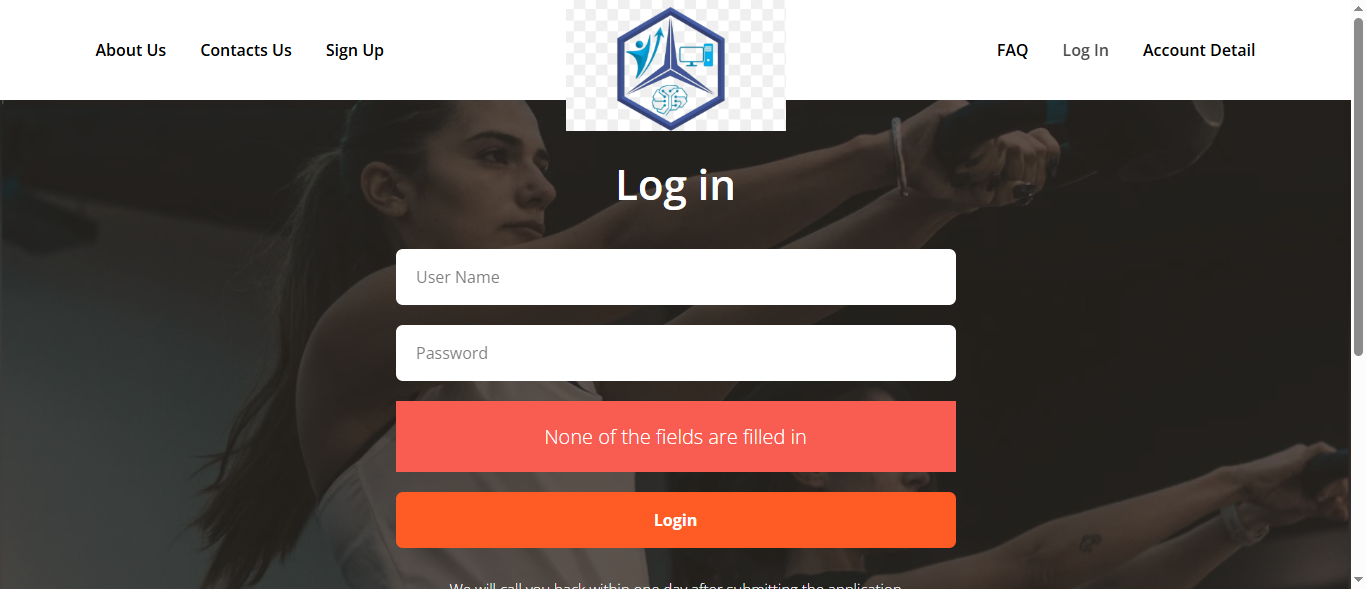 About Us Contacts Us Sign Up FAQ Log In Account Detail
Log in
User Name
Password
None of the fields are filled in
Login
We will call you back within one day after submitting the application